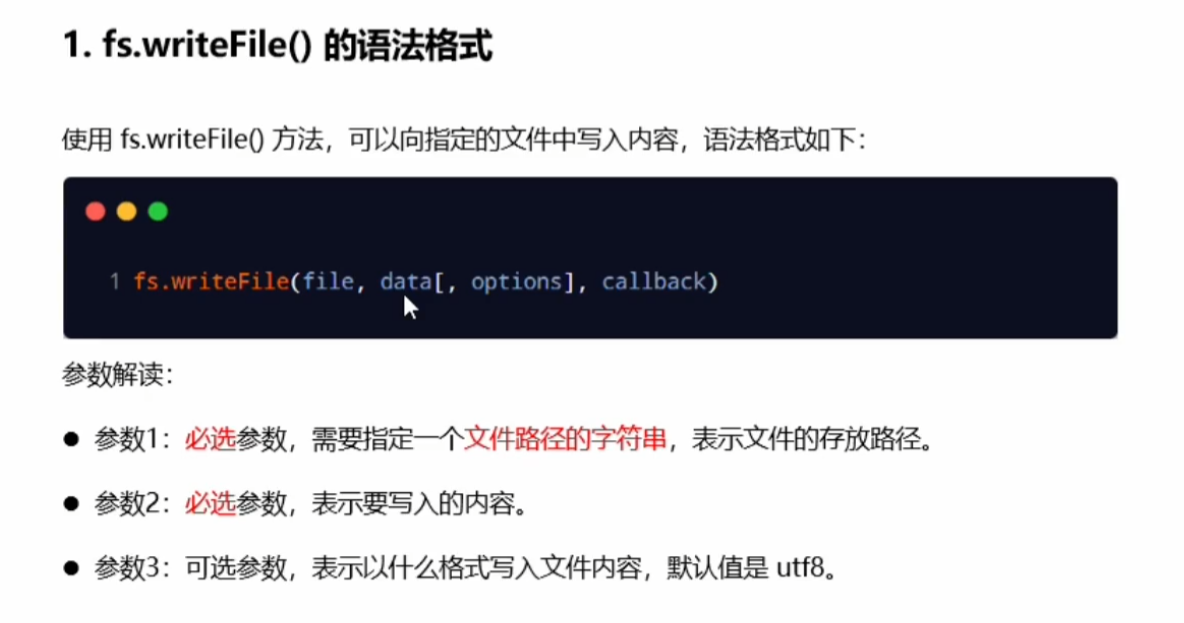 1. fs.writeFile() 的语法格式
使用 fs.writeFile() 方法，可以向指定的文件中写入内容，语法格式如下：
1 fs.writeFile(file, data[, options], callback)
参数解读：
● 参数1：必选参数，需要指定一个文件路径的字符串，表示文件的存放路径。
● 参数2：必选参数，表示要写入的内容。
● 参数3：可选参数，表示以什么格式写入文件内容，默认值是 utf8。